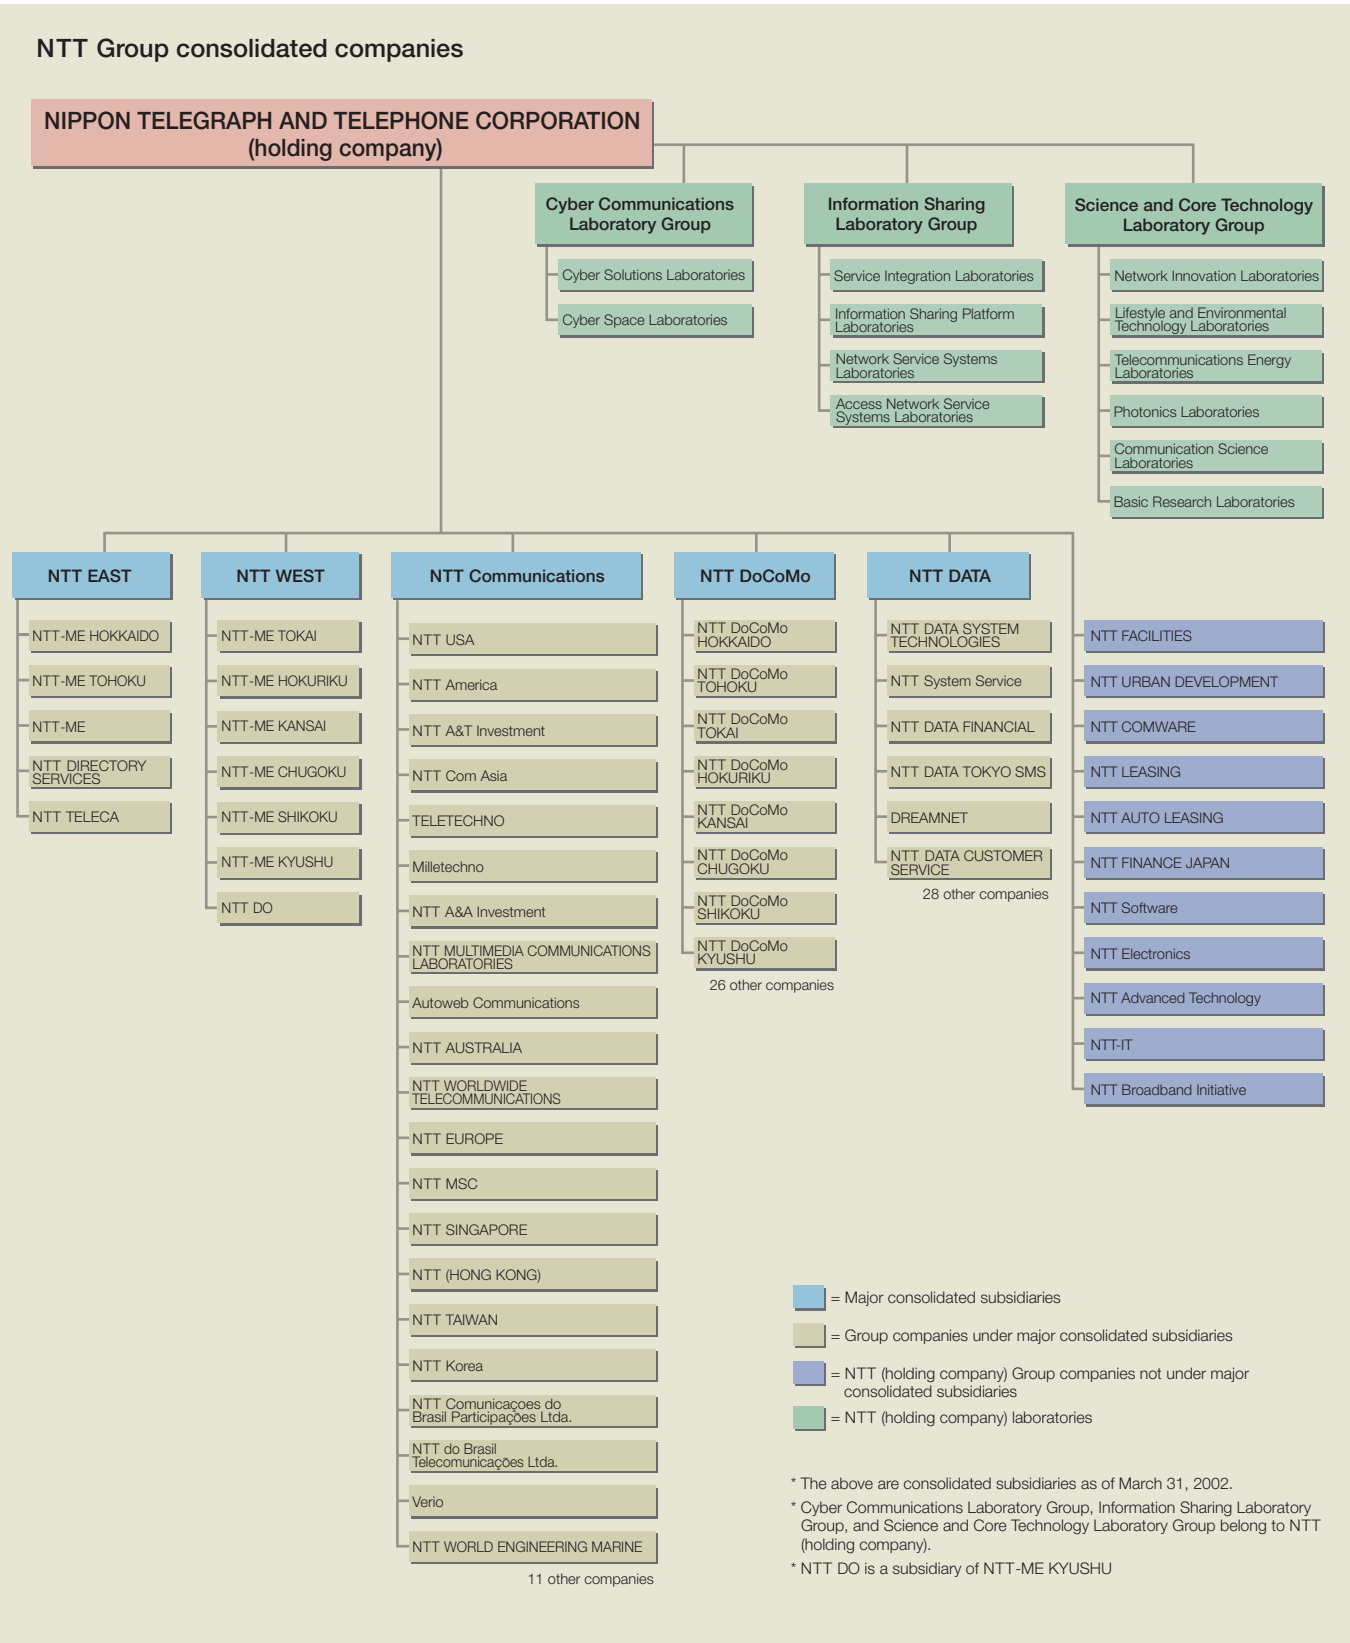 NTT Group consolidated companies
NIPPON TELEGRAPH AND TELEPHONE CORPORATION
(holding company)
Cyber Communications
Laboratory Group
Cyber Solutions Laboratories
Cyber Space Laboratories
Information Sharing
Laboratory Group
Service Integration Laboratories
Information Sharing Platform
Laboratories
Network Service Systems
Laboratories
Access Network Service
Systems Laboratories
Science and Core Technology
Laboratory Group
Network Innovation Laboratories
Lifestyle and Environmental
Technology Laboratories
Telecommunications Energy
Laboratories
Photonics Laboratories
Communication Science
Laboratories
Basic Research Laboratories
NTT EAST
NTT-ME HOKKAIDO
NTT-ME TOHOKU
NTT-ME
NTT DIRECTORY
SERVICES
NTT TELECA
NTT WEST
NTT-ME TOKAI
NTT-ME HOKURIKU
NTT-ME KANSAI
NTT-ME CHUGOKU
NTT-ME SHIKOKU
NTT-ME KYUSHU
NTT DO
NTT Communications
NTT USA
NTT America
NTT A&T Investment
NTT Com Asia
TELETECHNO
Milletechno
NTT A&A Investment
NTT MULTIMEDIA COMMUNICATIONS
LABORATORIES
Autoweb Communications
NTT AUSTRALIA
NTT WORLDWIDE
TELECOMMUNICATIONS
NTT EUROPE
NTT MSC
NTT SINGAPORE
NTT (HONG KONG)
NTT TAIWAN
NTT Korea
NTT Comunicaçoes do
Brasil Participações Ltda.
NTT do Brasil
Telecomunicações Ltda.
Verio
NTT WORLD ENGINEERING MARINE
11 other companies
NTT DoCoMo
NTT DoCoMo
HOKKAIDO
NTT DoCoMo
TOHOKU
NTT DoCoMo
TOKAI
NTT DoCoMo
HOKURIKU
NTT DoCoMo
KANSAI
NTT DoCoMo
CHUGOKU
NTT DoCoMo
SHIKOKU
NTT DoCoMo
KYUSHU
26 other companies
NTT DATA
NTT DATA SYSTEM
TECHNOLOGIES
NTT System Service
NTT DATA FINANCIAL
NTT DATA TOKYO SMS
DREAMNET
NTT DATA CUSTOMER
SERVICE
28 other companies
NTT FACILITIES
NTT URBAN DEVELOPMENT
NTT COMWARE
NTT LEASING
NTT AUTO LEASING
NTT FINANCE JAPAN
NTT Software
NTT Electronics
NTT Advanced Technology
NTT-IT
NTT Broadband Initiative
= Major consolidated subsidiaries
= Group companies under major consolidated subsidiaries
= NTT (holding company) Group companies not under major
consolidated subsidiaries
= NTT (holding company) laboratories
* The above are consolidated subsidiaries as of March 31, 2002.
* Cyber Communications Laboratory Group, Information Sharing Laboratory
Group, and Science and Core Technology Laboratory Group belong to NTT
(holding company).
* NTT DO is a subsidiary of NTT-ME KYUSHU